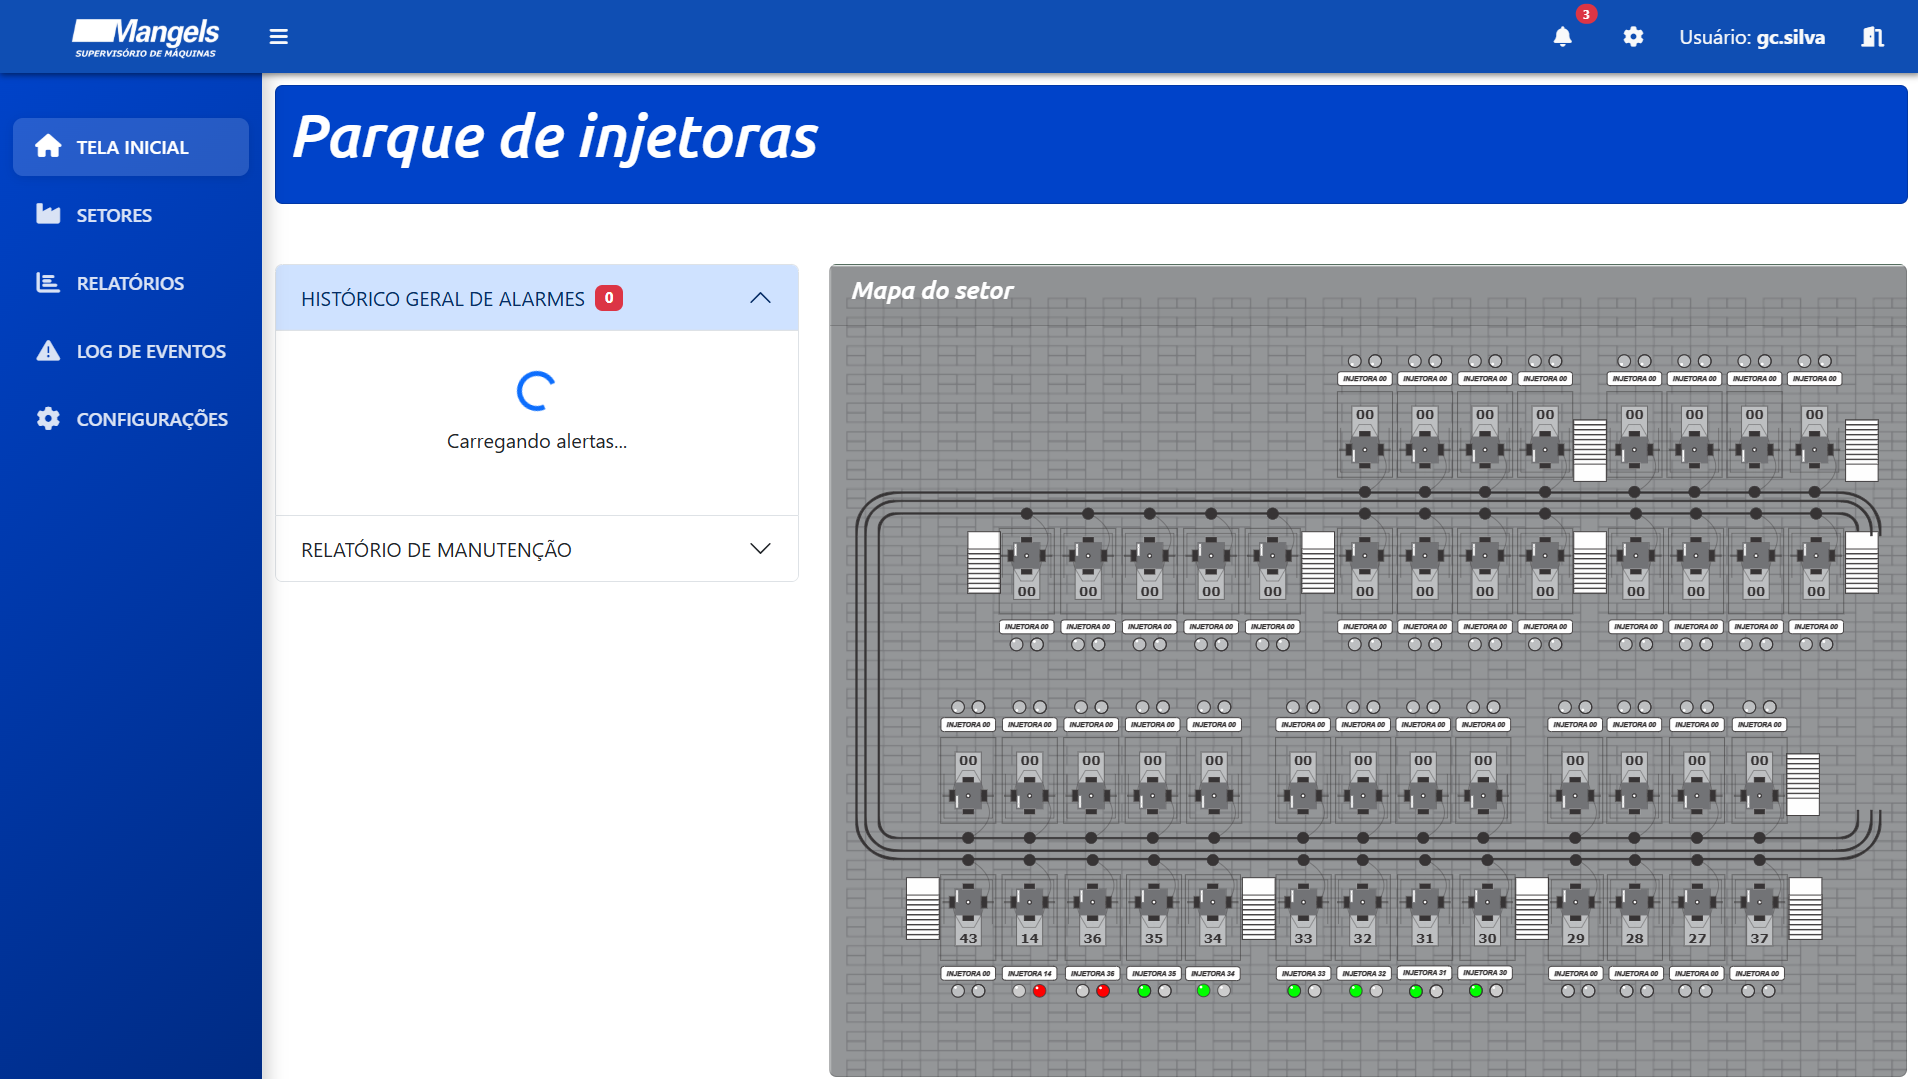 Mangels
SUPERVISÓRIO DE MÁQUINAS
3
Usuário: gc.silva
TELA INICIAL
SETORES
RELATÓRIOS
LOG DE EVENTOS
CONFIGURAÇÕES
Parque de injetoras
HISTÓRICO GERAL DE ALARMES 0
Carregando alertas...
RELATÓRIO DE MANUTENÇÃO
Mapa do setor
INJETORA 00 INJETORA 00 INJETORA 00 INJETORA 00 INJETORA 00 INJETORA 00 INJETORA 00 INJETORA 00
00 00 00 00 00 00 00 00
00 00 00 00 00 00 00 00 00 00 00 00 00
INJETORA 00 INJETORA 00 INJETORA 00 INJETORA 00 INJETORA 00 INJETORA 00 INJETORA 00 INJETORA 00 INJETORA 00 INJETORA 00 INJETORA 00 INJETORA 00 INJETORA 00
INJETORA 00 INJETORA 00 INJETORA 00 INJETORA 00 INJETORA 00 INJETORA 00 INJETORA 00 INJETORA 00 INJETORA 00 INJETORA 00 INJETORA 00 INJETORA 00 INJETORA 00
00 00 00 00 00 00 00 00 00 00 00 00 00
43 14 36 35 34 33 32 31 30 29 28 27 37
INJETORA 00 INJETORA 14 INJETORA 36 INJETORA 35 INJETORA 34 INJETORA 33 INJETORA 32 INJETORA 31 INJETORA 30 INJETORA 00 INJETORA 00 INJETORA 00 INJETORA 00